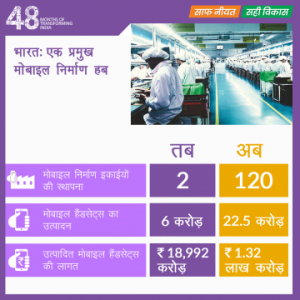 48 MONTHS OF
TRANSFORMING
INDIA
साफ नीयत सही विकास
भारत: एक प्रमुख
मोबाइल निर्माण हब
तब अब
मोबाइल निर्माण इकाईयों
की स्थापना
2 120
मोबाइल हैंडसेट्स का
उत्पादन
6 करोड़ 22.5 करोड़
उत्पादित मोबाइल हैंडसेट्स
की लागत
₹ 18,992
करोड़
₹ 1.32
लाख करोड़